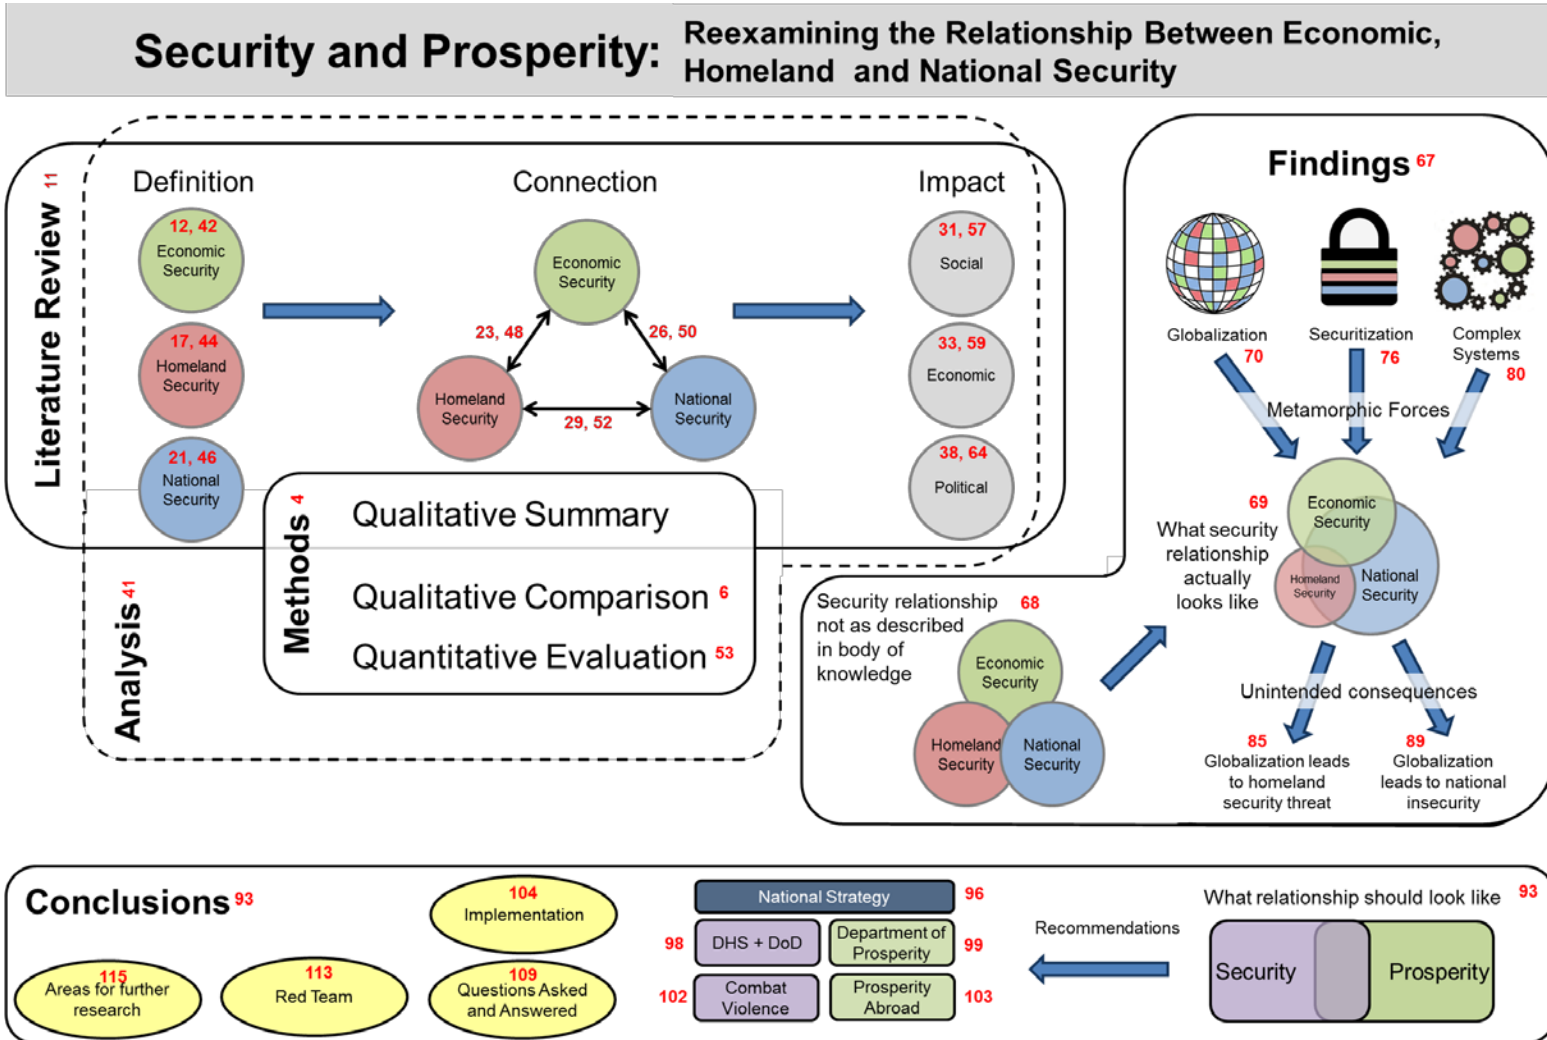 Security and Prosperity:
Reexamining the Relationship Between Economic,
Homeland and National Security
Literature Review 11
Definition
12, 42
Economic
Security
17, 44
Homeland
Security
21, 46
National
Security
Connection
Economic
Security
23, 48
26, 50
Homeland
Security
National
Security
29, 52
Impact
31, 57
Social
33, 59
Economic
38, 64
Political
Methods 4
Qualitative Summary
Qualitative Comparison 6
Quantitative Evaluation 53
Analysis 41
Findings 67
Globalization
70
Securitization
76
Complex
Systems
80
Metamorphic Forces
69
What security
relationship
actually
looks like
Economic
Security
Homeland
Security
National
Security
Security relationship 68
not as described
in body of
knowledge
Economic
Security
Homeland
Security
National
Security
Unintended consequences
85
Globalization leads
to homeland
security threat
89
Globalization
leads to national
insecurity
Conclusions 93
104
Implementation
115
Areas for further
research
113
Red Team
109
Questions Asked
and Answered
National Strategy 96
98 DHS + DoD
Department of
Prosperity
99
102
Combat
Violence
Prosperity
Abroad
103
Recommendations
What relationship should look like 93
Security
Prosperity